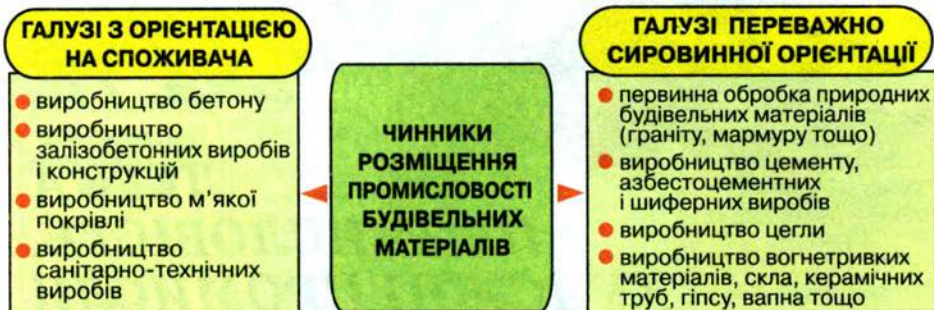 ГАЛУЗІ З ОРІЄНТАЦІЄЮ
НА СПОЖИВАЧА
● виробництво бетону
● виробництво
залізобетонних виробів
і конструкцій
● виробництво м’якої
покрівлі
● виробництво
санітарно-технічних
виробів
ЧИННИКИ
РОЗМІЩЕННЯ
ПРОМИСЛОВОСТІ
БУДІВЕЛЬНИХ
МАТЕРІАЛІВ
ГАЛУЗІ ПЕРЕВАЖНО
СИРОВИННОЇ ОРІЄНТАЦІЇ
● первинна обробка природних
будівельних матеріалів
(граніту, мармуру тощо)
● виробництво цементу,
азбестоцементних
і шиферних виробів
● виробництво цегли
● виробництво вогнетривких
матеріалів, скла, керамічних
труб, гіпсу, вапна тощо